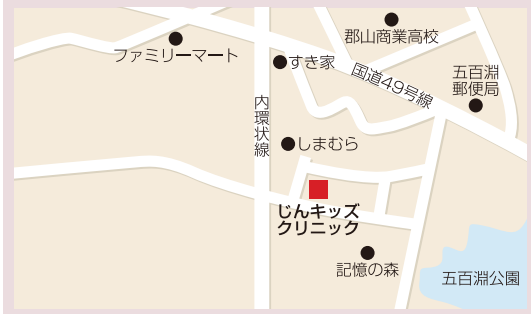 郡山商業高校
ファミリーマート
すき家
国道49号線
五百淵
郵便局
内環状線
しまむら
じんキッズ
クリニック
記憶の森
五百淵公園